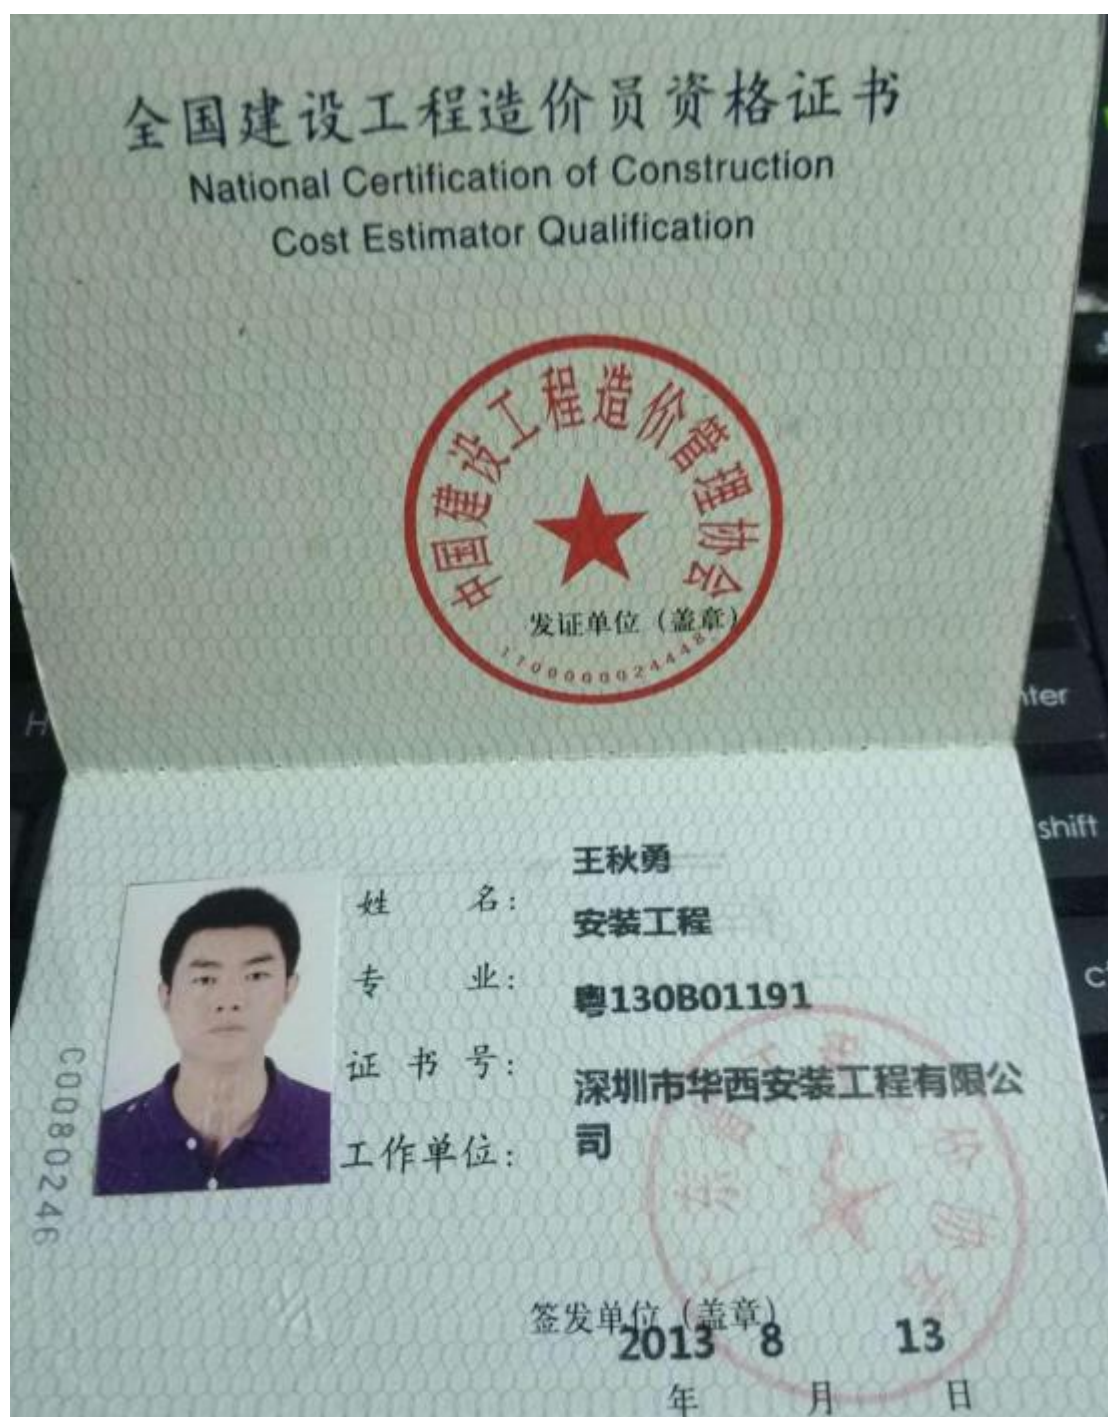 全国建设工程造价员资格证书
National Certification of Construction
Cost Estimator Qualification
中国建设工程造价管理协会
发证单位（盖章）
姓 名：
王秋勇
专 业：
安装工程
证 书 号：
粤130B01191
工作单位：
深圳市华西安装工程有限公
司
C0080246
签发单位（盖章）
2013 8 13
年 月 日
shift